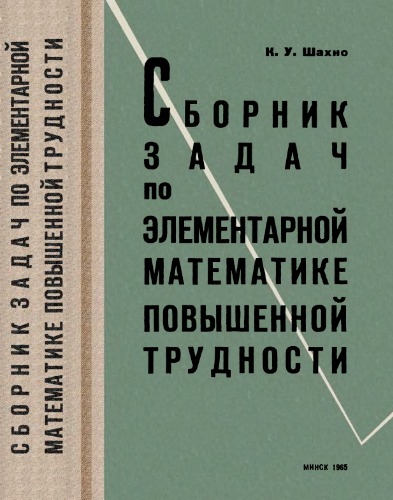 СБОРНИК ЗАДАЧ ПО ЭЛЕМЕНТАРНОЙ
МАТЕМАТИКЕ ПОВЫШЕННОЙ ТРУДНОСТИ
К. У. Шахно
СБОРНИК
ЗАДАЧ
ПО
ЭЛЕМЕНТАРНОЙ
МАТЕМАТИКЕ
ПОВЫШЕННОЙ
ТРУДНОСТИ
МИНСК 1965